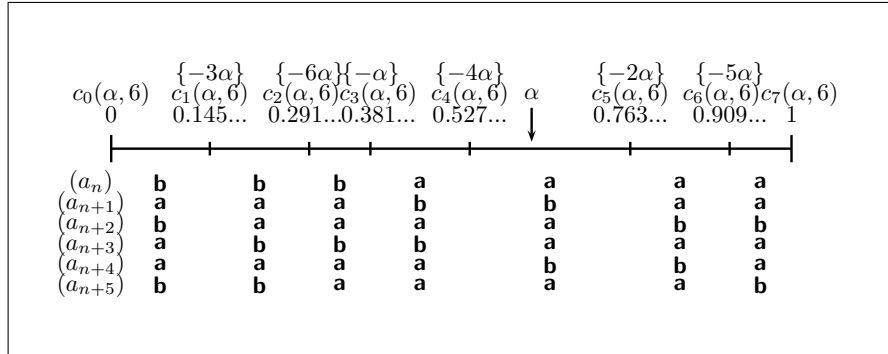 {−3α} {−6α}{−α} {−4α} {−2α} {−5α}
c₀(α, 6) c₁(α, 6) c₂(α, 6)c₃(α, 6) c₄(α, 6) α c₅(α, 6) c₆(α, 6)c₇(α, 6)
0 0.145... 0.291...0.381... 0.527... 0.763... 0.909... 1
(aₙ) b b b a a a a
(aₙ₊₁) a a a b b a a
(aₙ₊₂) b a a a a b b
(aₙ₊₃) a b b b a a a
(aₙ₊₄) a a a a b b a
(aₙ₊₅) b b a a a a b